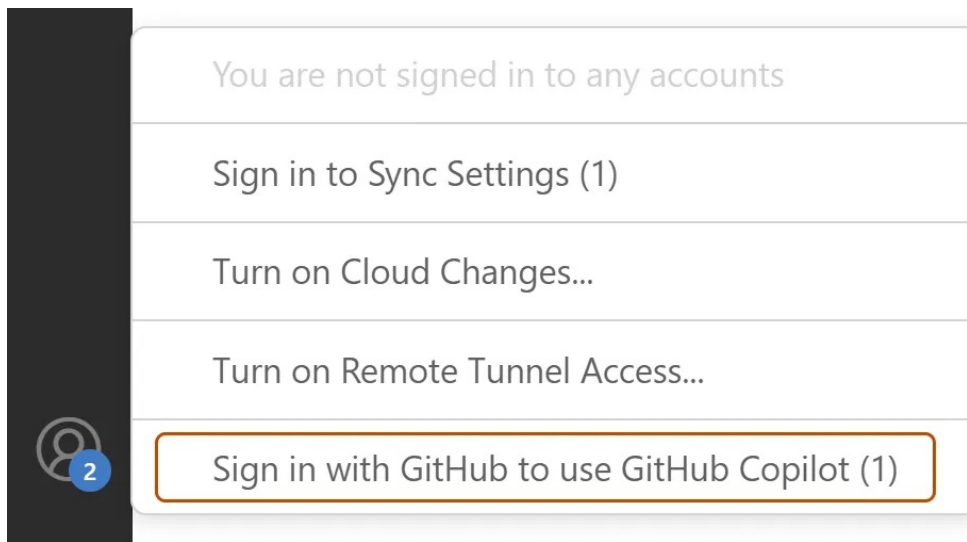 You are not signed in to any accounts
Sign in to Sync Settings (1)
Turn on Cloud Changes...
Turn on Remote Tunnel Access...
2
Sign in with GitHub to use GitHub Copilot (1)